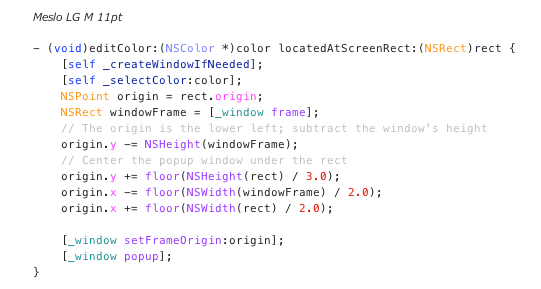 Meslo LG M 11pt
– (void)editColor:(NSColor *)color locatedAtScreenRect:(NSRect)rect {
    [self _createWindowIfNeeded];
    [self _selectColor:color];
    NSPoint origin = rect.origin;
    NSRect windowFrame = [_window frame];
    // The origin is the lower left; subtract the window's height
    origin.y -= NSHeight(windowFrame);
    // Center the popup window under the rect
    origin.y += floor(NSHeight(rect) / 3.0);
    origin.x -= floor(NSWidth(windowFrame) / 2.0);
    origin.x += floor(NSWidth(rect) / 2.0);

    [_window setFrameOrigin:origin];
    [_window popup];
}